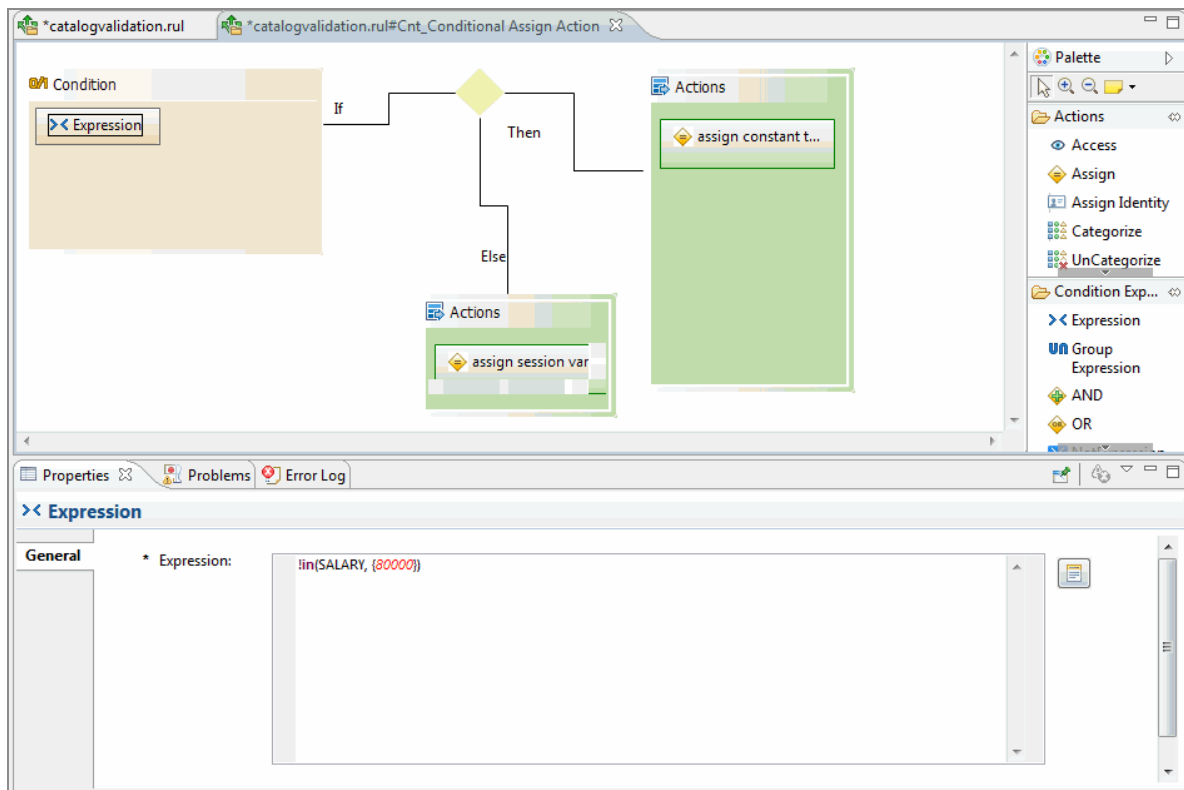 *catalogvalidation.rul
*catalogvalidation.rul#Cnt_Conditional Assign Action
Condition
Expression
If
Then
Else
Actions
assign constant t...
Actions
assign session var
Palette
Actions
Access
Assign
Assign Identity
Categorize
UnCategorize
Condition Exp...
Expression
Group
Expression
AND
OR
Properties
Problems
Error Log
Expression
General
* Expression:
!in(SALARY, {80000})